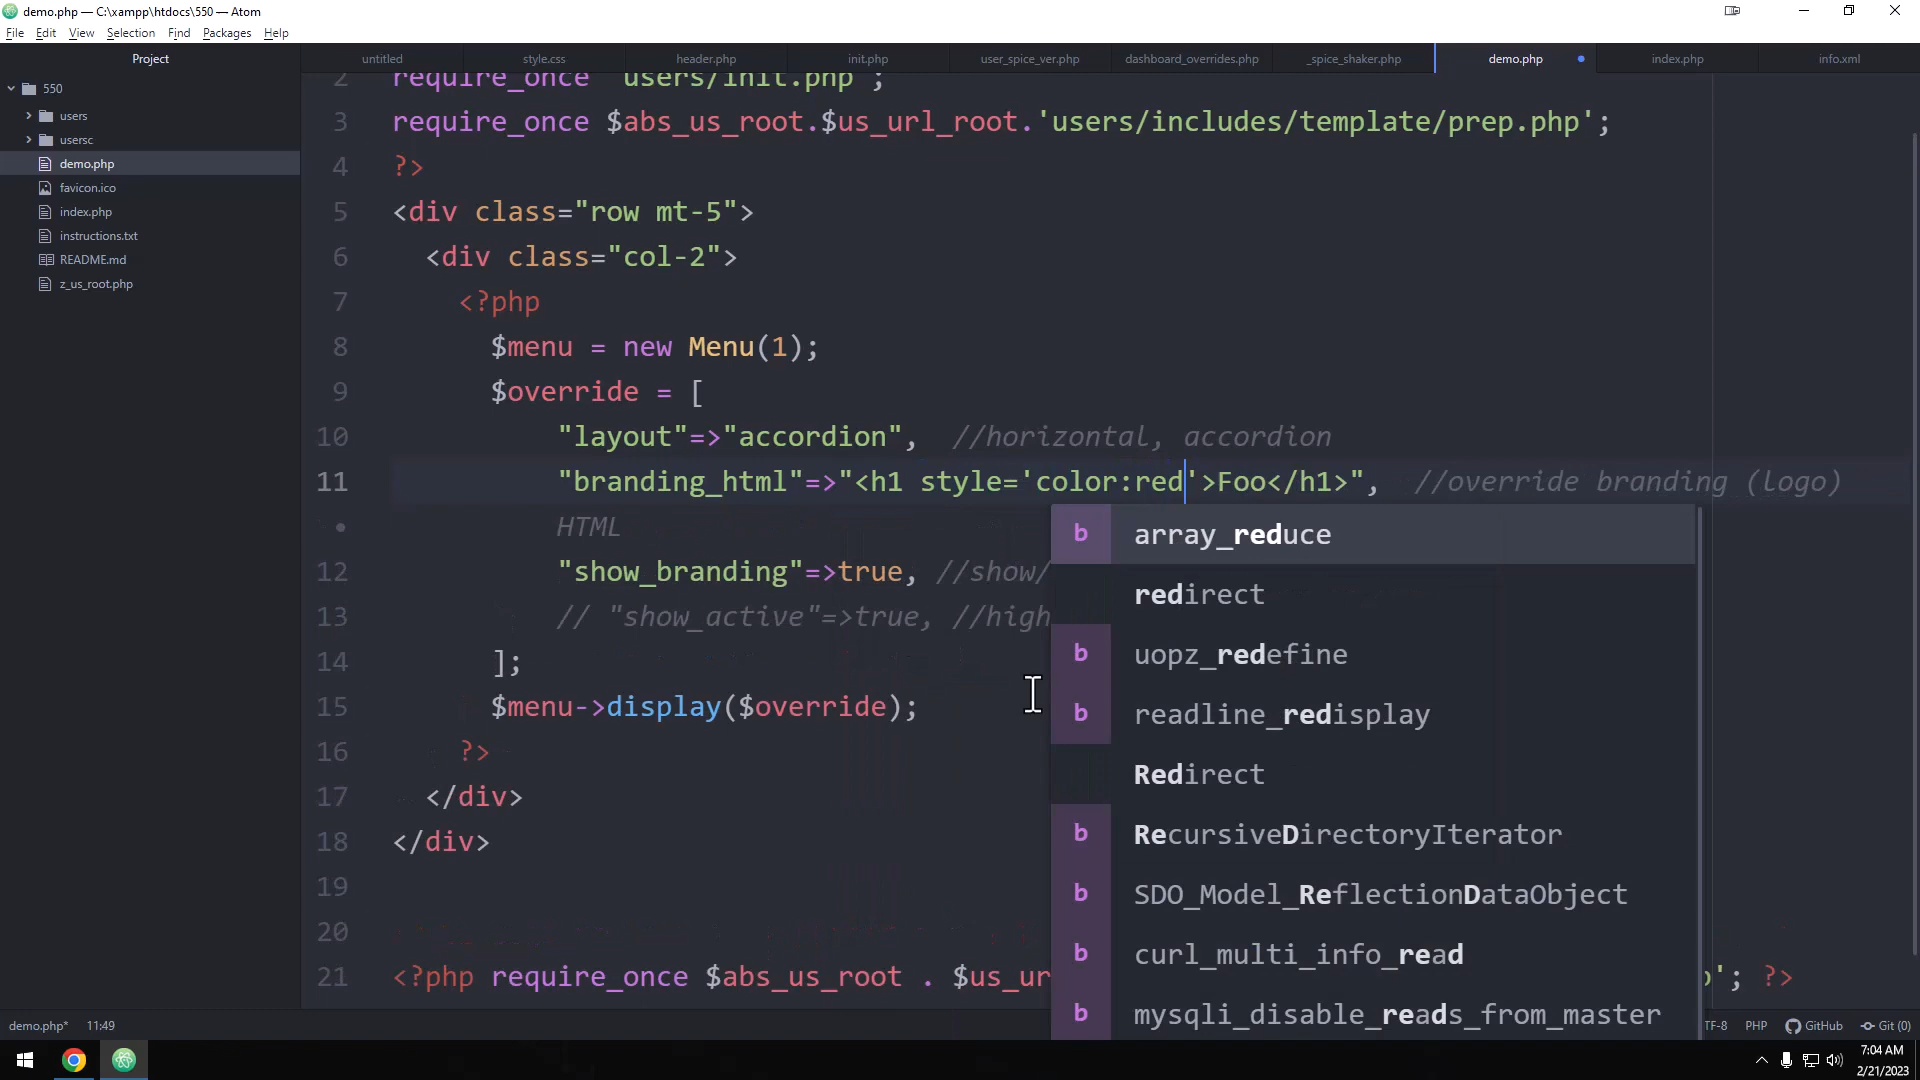 demo.php — C:\xampp\htdocs\550 — Atom
File Edit View Selection Find Packages Help
Project
untitled style.css header.php init.php user_spice_ver.php dashboard_overrides.php _spice_shaker.php demo.php index.php info.xml
550
users
usersc
demo.php
favicon.ico
index.php
instructions.txt
README.md
z_us_root.php
2 require_once 'users/init.php';
3 require_once $abs_us_root.$us_url_root.'users/includes/template/prep.php';
4 ?>
5 <div class="row mt-5">
6 <div class="col-2">
7 <?php
8 $menu = new Menu(1);
9 $override = [
10 "layout"=>"accordion", //horizontal, accordion
11 "branding_html"=>"<h1 style='color:red'>Foo</h1>", //override branding (logo)
• HTML
12 "show_branding"=>true, //show/
13 // "show_active"=>true, //high
14 ];
15 $menu->display($override);
16 ?>
17 </div>
18 </div>
19
20
21 <?php require_once $abs_us_root . $us_ur '; ?>
b array_reduce
redirect
b uopz_redefine
b readline_redisplay
Redirect
b RecursiveDirectoryIterator
b SDO_Model_ReflectionDataObject
b curl_multi_info_read
b mysqli_disable_reads_from_master
demo.php* 11:49 TF-8 PHP GitHub Git (0)
7:04 AM
2/21/2023